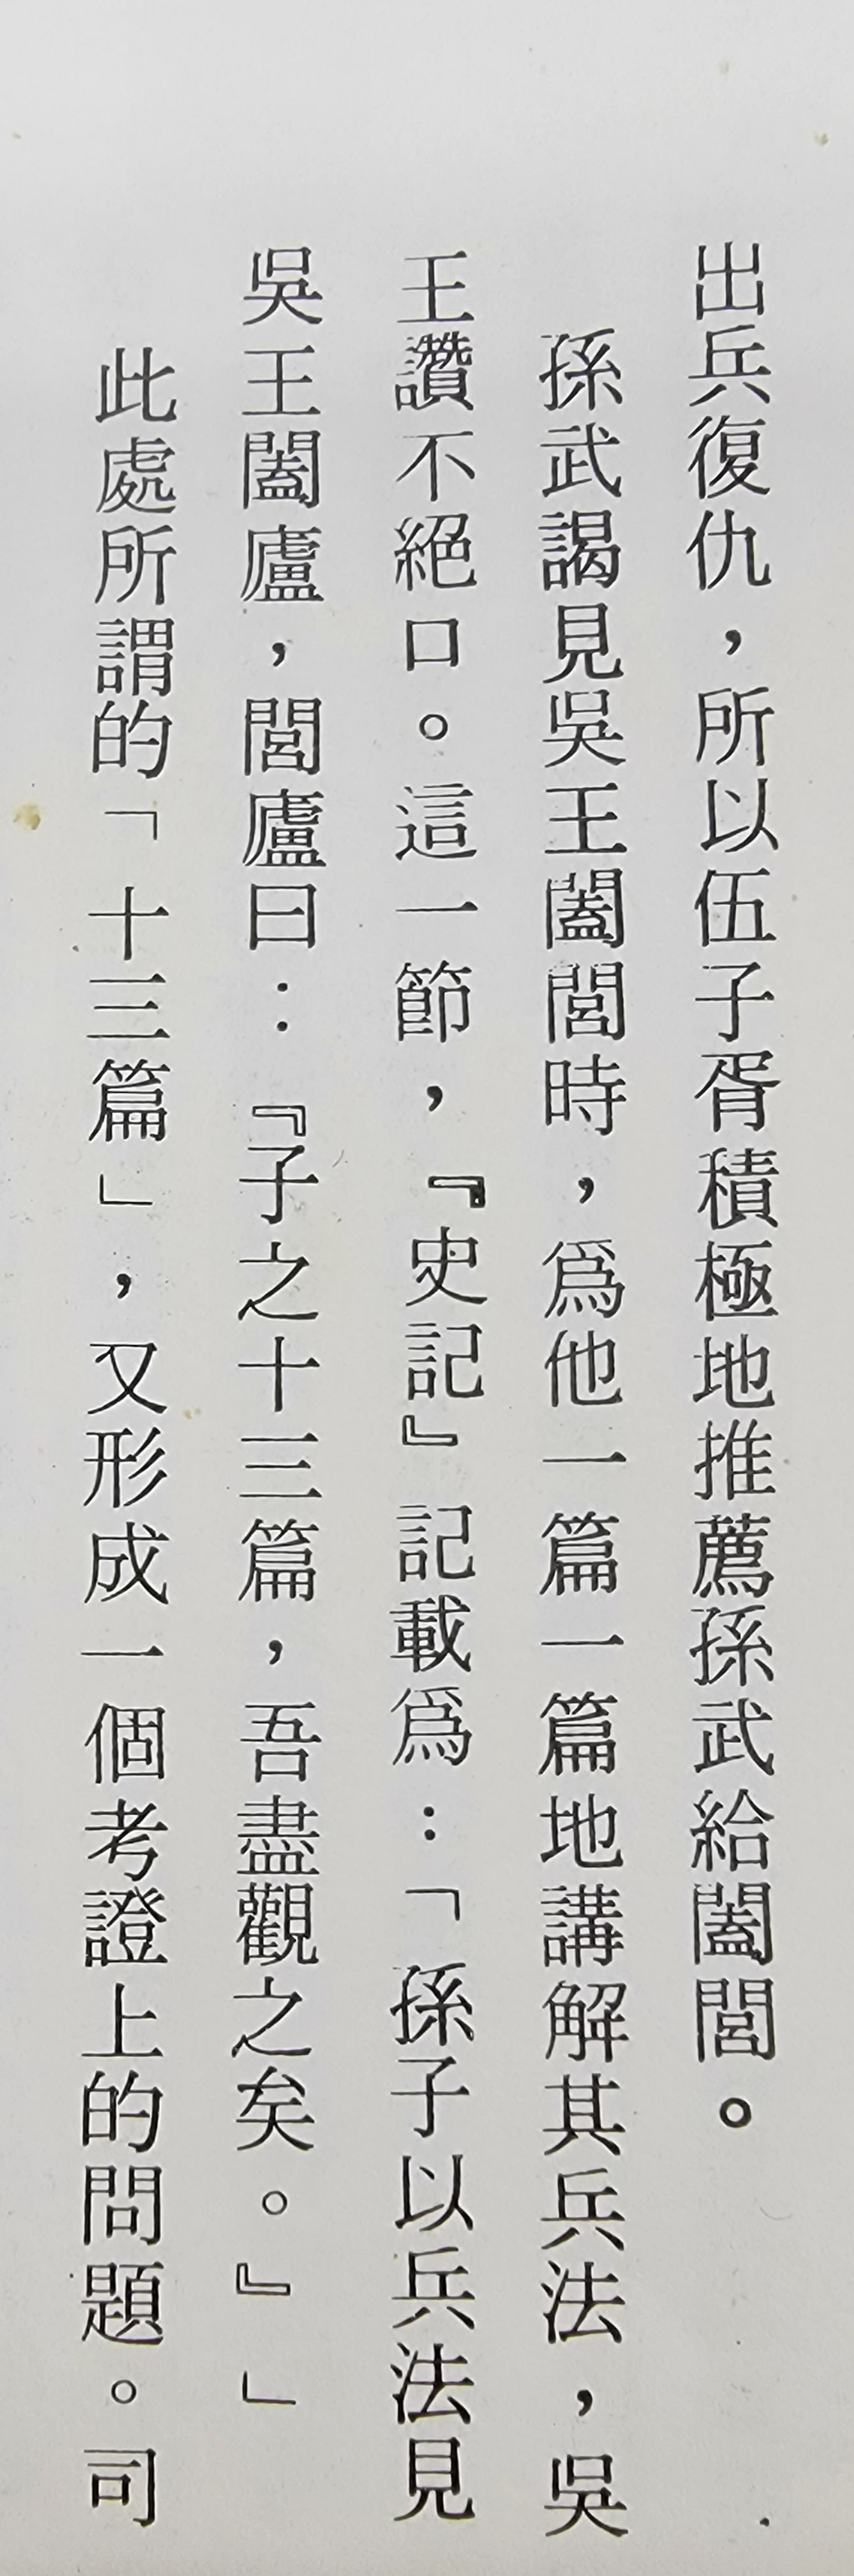 出兵復仇，所以伍子胥積極地推薦孫武給闔閭。
孫武謁見吳王闔閭時，爲他一篇一篇地講解其兵法，吳
王讚不絕口。這一節，『史記』記載爲：「孫子以兵法見
吳王闔廬，閭廬曰：『子之十三篇，吾盡觀之矣。』」
此處所謂的「十三篇」，又形成一個考證上的問題。司